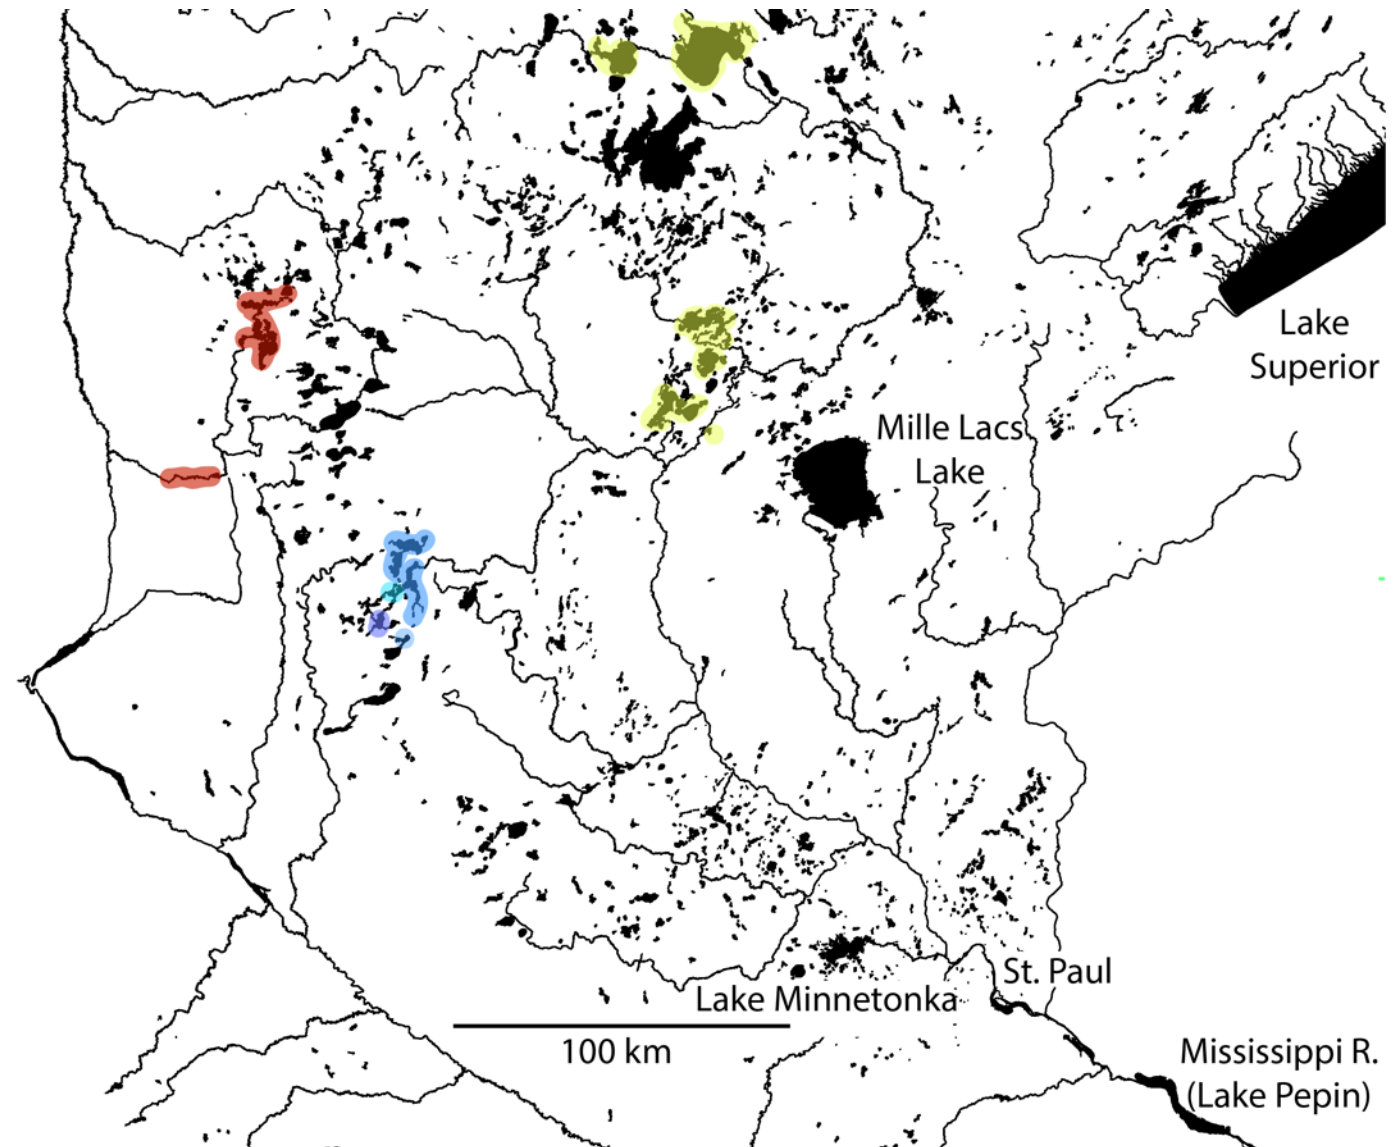 Lake
Superior
Mille Lacs
Lake
St. Paul
Lake Minnetonka
100 km
Mississippi R.
(Lake Pepin)